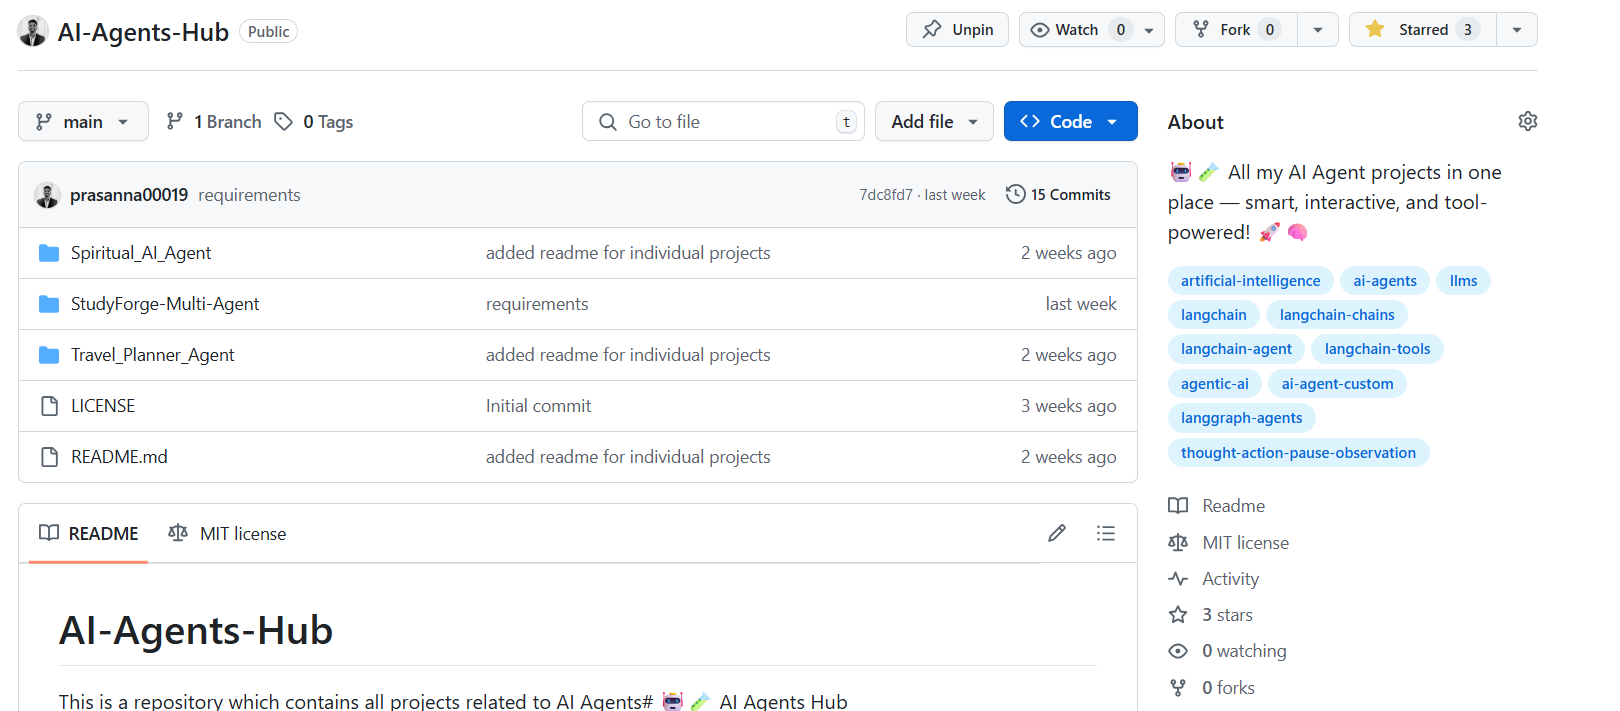 AI-Agents-Hub Public Unpin Watch 0 Fork 0 Starred 3
main 1 Branch 0 Tags Go to file t Add file Code
prasanna00019 requirements 7dc8fd7 · last week 15 Commits
Spiritual_AI_Agent added readme for individual projects 2 weeks ago
StudyForge-Multi-Agent requirements last week
Travel_Planner_Agent added readme for individual projects 2 weeks ago
LICENSE Initial commit 3 weeks ago
README.md added readme for individual projects 2 weeks ago
README MIT license
AI-Agents-Hub
This is a repository which contains all projects related to AI Agents# 🤖 🧪 AI Agents Hub
About
🤖 🧪 All my AI Agent projects in one
place — smart, interactive, and tool-
powered! 🚀 🧠
artificial-intelligence ai-agents llms
langchain langchain-chains
langchain-agent langchain-tools
agentic-ai ai-agent-custom
langgraph-agents
thought-action-pause-observation
Readme
MIT license
Activity
3 stars
0 watching
0 forks